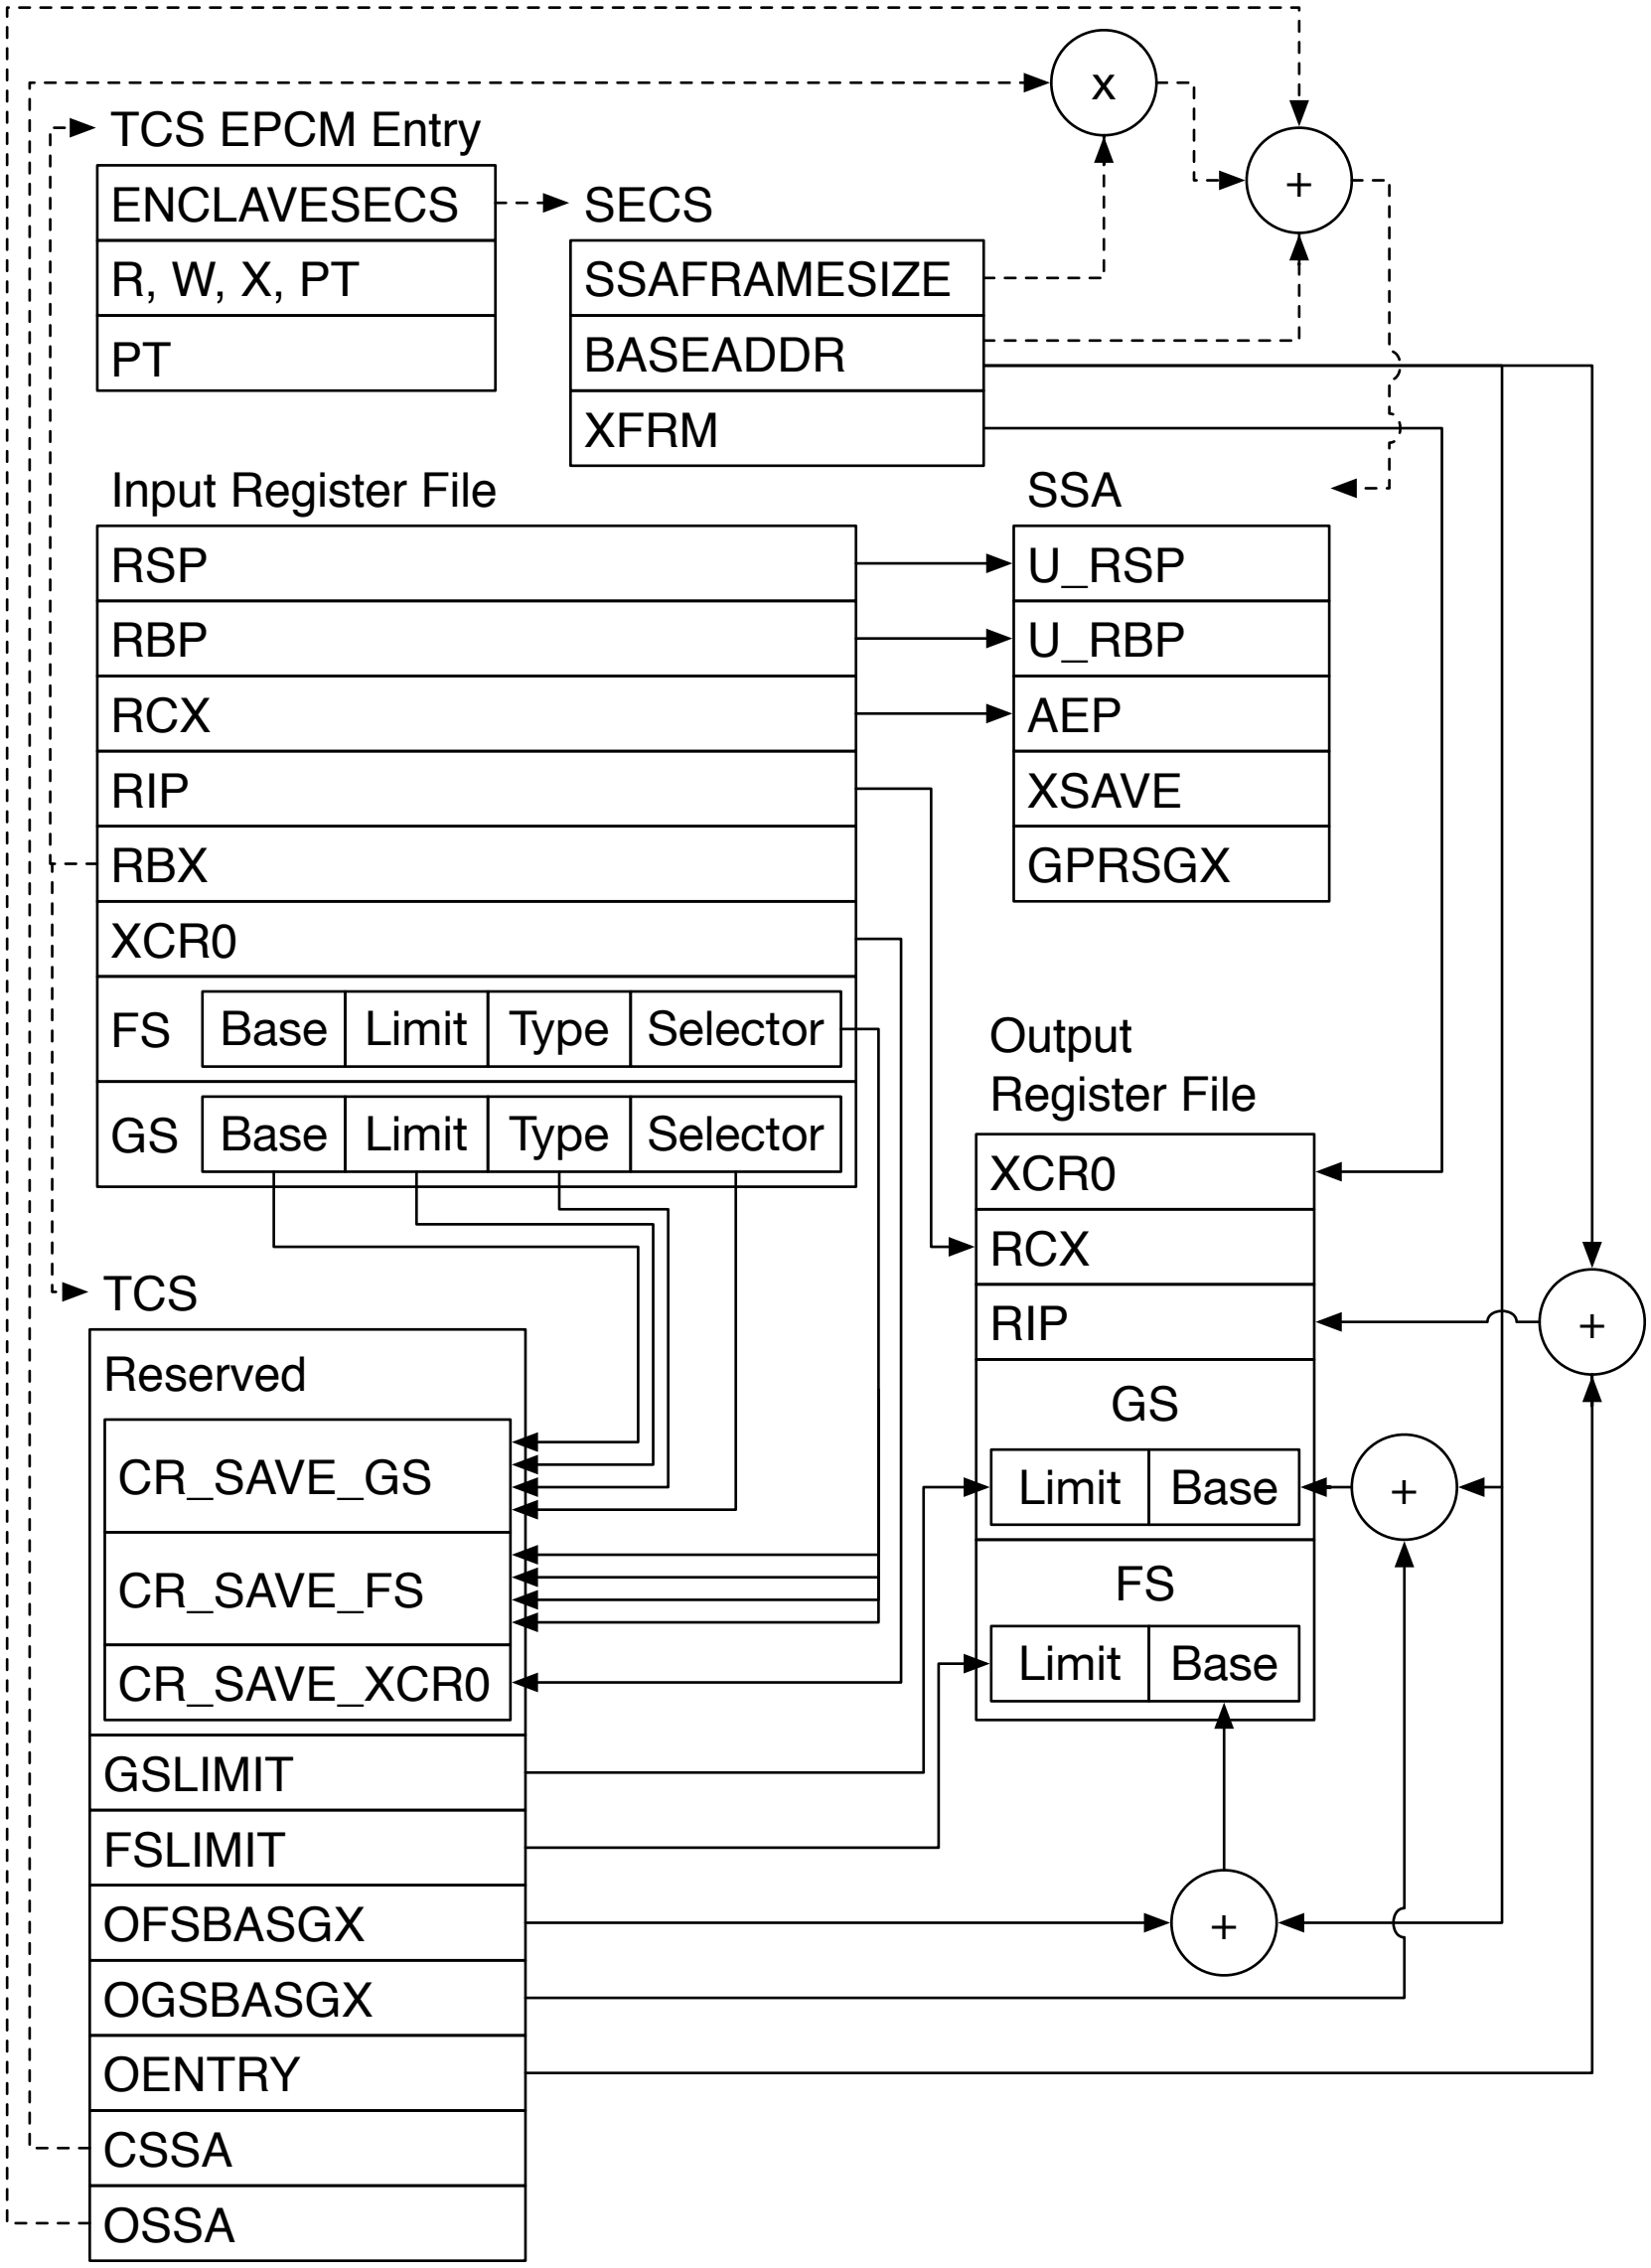 x
TCS EPCM Entry
+
ENCLAVESECS
SECS
R, W, X, PT
SSAFRAMESIZE
PT
BASEADDR
XFRM
Input Register File
SSA
RSP
U_RSP
RBP
U_RBP
RCX
AEP
RIP
XSAVE
RBX
GPRSGX
XCR0
FS Base Limit Type Selector
GS Base Limit Type Selector
Output
Register File
XCR0
RCX
RIP
+
GS
Limit Base
+
FS
Limit Base
+
TCS
Reserved
CR_SAVE_GS
CR_SAVE_FS
CR_SAVE_XCR0
GSLIMIT
FSLIMIT
OFSBASGX
OGSBASGX
OENTRY
CSSA
OSSA